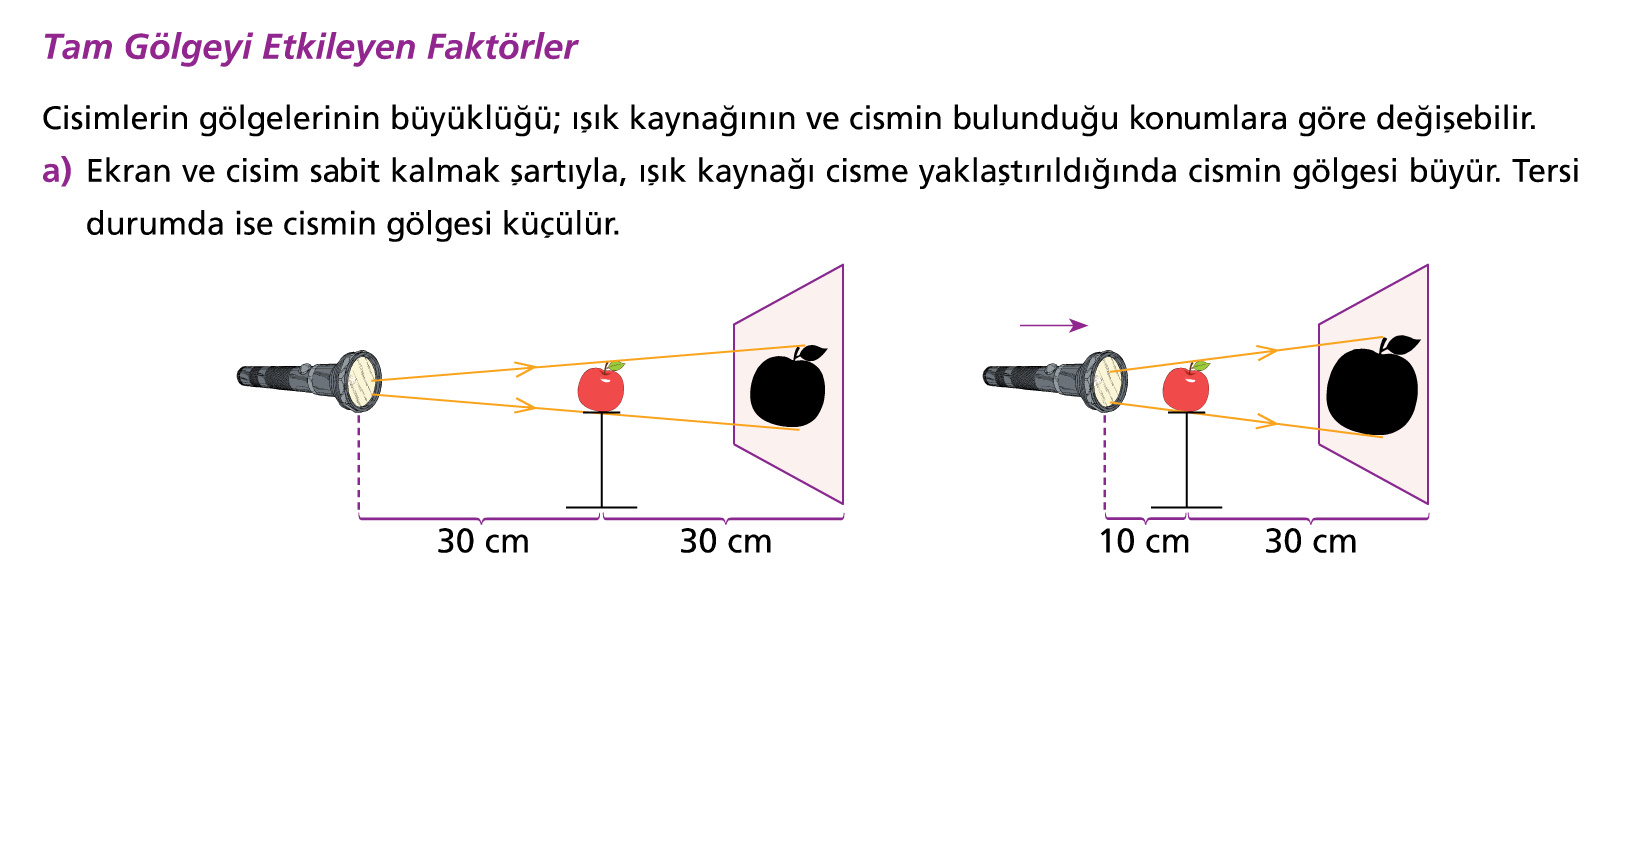 Tam Gölgeyi Etkileyen Faktörler
Cisimlerin gölgelerinin büyüklüğü; ışık kaynağının ve cismin bulunduğu konumlara göre değişebilir.
a) Ekran ve cisim sabit kalmak şartıyla, ışık kaynağı cisme yaklaştırıldığında cismin gölgesi büyür. Tersi
durumda ise cismin gölgesi küçülür.
30 cm 30 cm 10 cm 30 cm